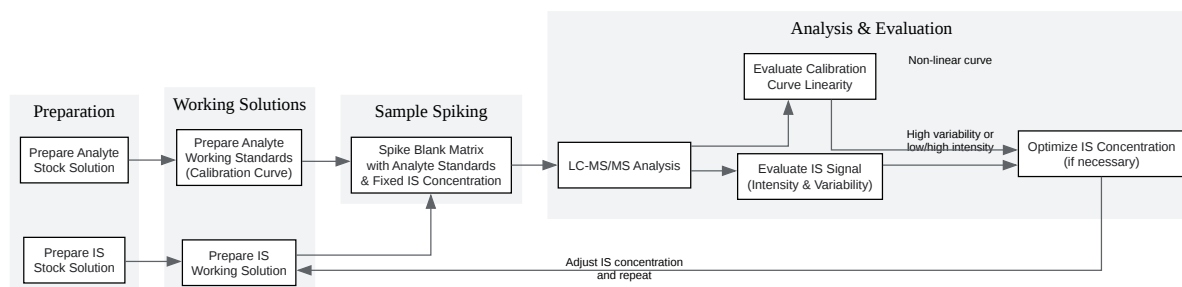 Preparation
Prepare Analyte
Stock Solution
Prepare IS
Stock Solution
Working Solutions
Prepare Analyte
Working Standards
(Calibration Curve)
Prepare IS
Working Solution
Sample Spiking
Spike Blank Matrix
with Analyte Standards
& Fixed IS Concentration
Analysis & Evaluation
LC-MS/MS Analysis
Evaluate Calibration
Curve Linearity
Non-linear curve
Evaluate IS Signal
(Intensity & Variability)
High variability or
low/high intensity
Optimize IS Concentration
(if necessary)
Adjust IS concentration
and repeat